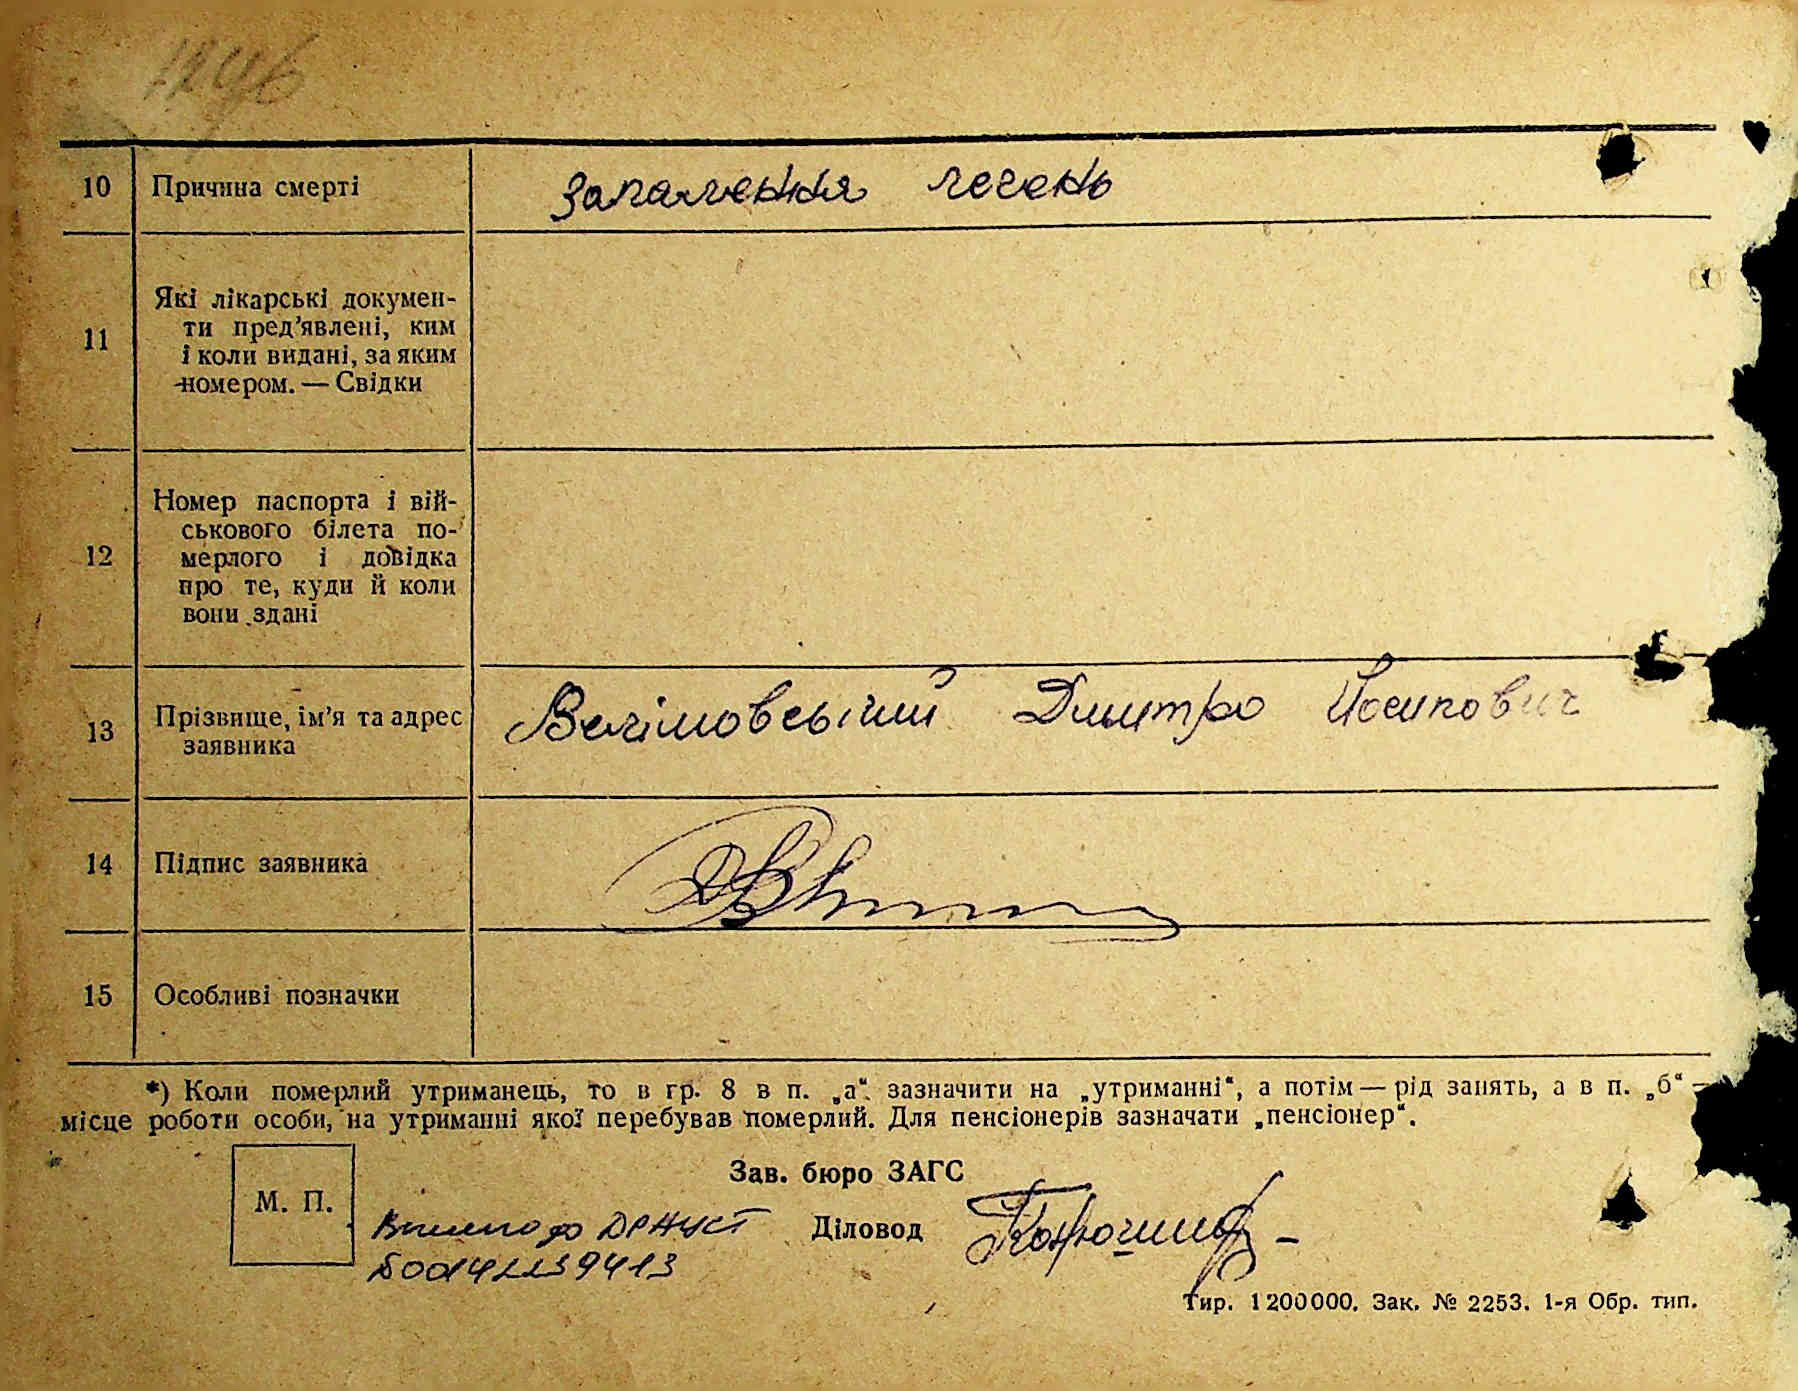 1246
10 Причина смерті запалення легень
11 Які лікарські докумен-
ти пред’явлені, ким
і коли видані, за яким
номером. — Свідки
12 Номер паспорта і вій-
ськового білета по-
мерлого і довідка
про те, куди й коли
вони здані
13 Прізвище, ім’я та адрес Велімовський Дмитро Йосипович
заявника
14 Підпис заявника
15 Особливі позначки
*) Коли померлий утриманець, то в гр. 8 в п. „а“ зазначити на „утриманні“, а потім — рід занять, а в п. „б“ —
місце роботи особи, на утриманні якої перебував померлий. Для пенсіонерів зазначати „пенсіонер“.
Зав. бюро ЗАГС
М. П.
Діловод
Тир. 1200000. Зак. № 2253. 1-я Обр. тип.